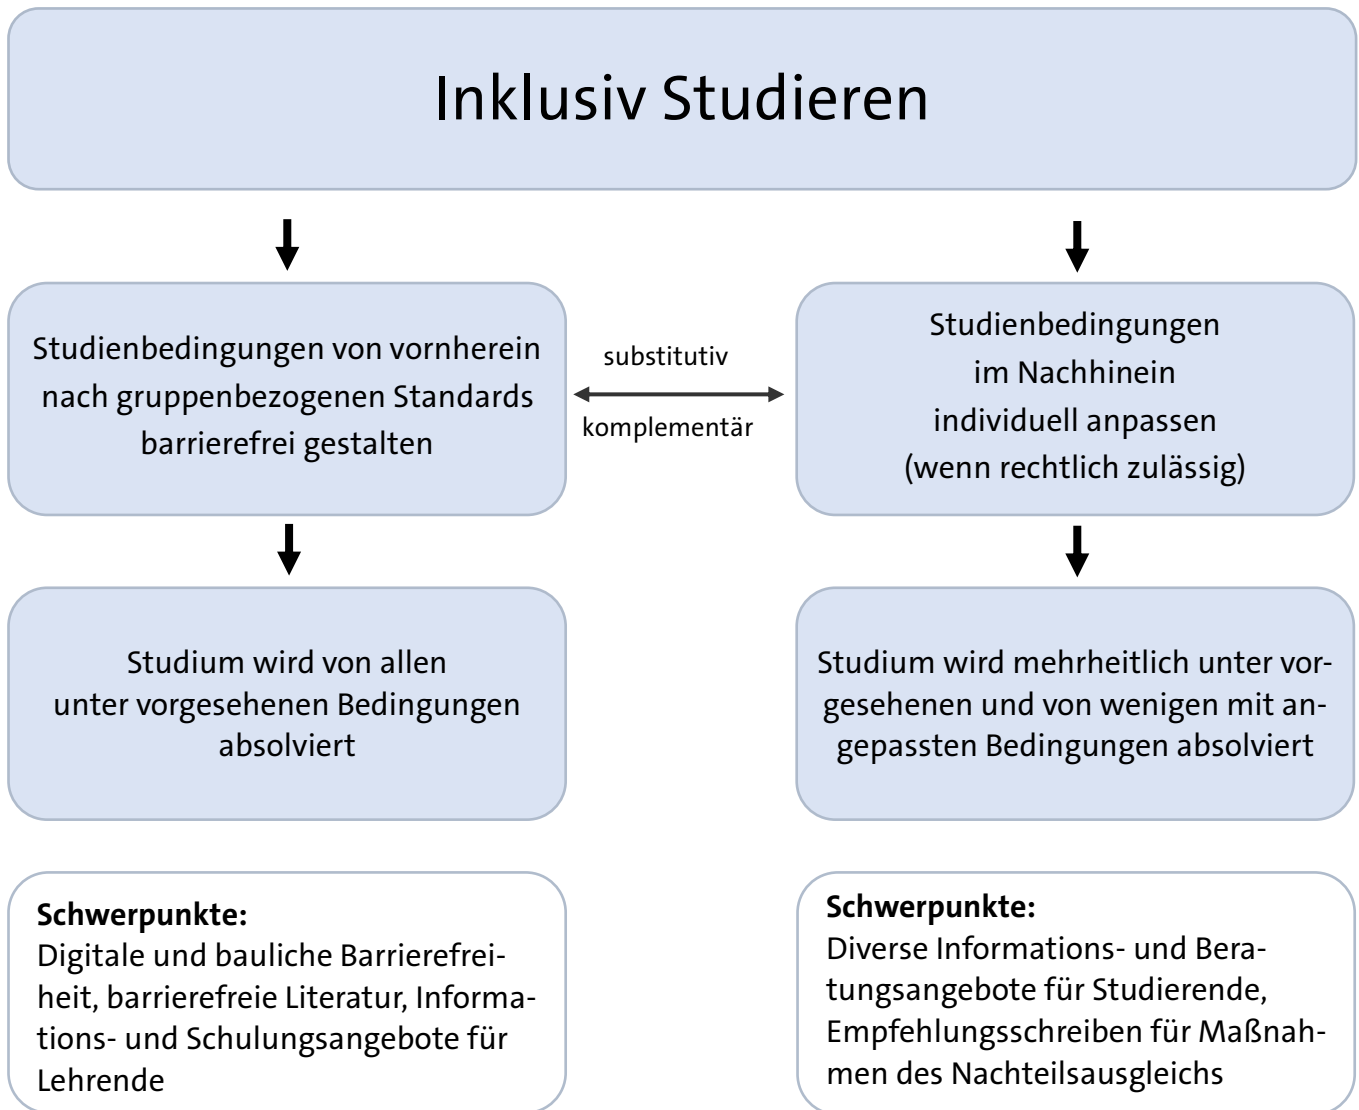 Inklusiv Studieren
Studienbedingungen von vornherein
nach gruppenbezogenen Standards
barrierefrei gestalten
substitutiv
komplementär
Studienbedingungen
im Nachhinein
individuell anpassen
(wenn rechtlich zulässig)
Studium wird von allen
unter vorgesehenen Bedingungen
absolviert
Studium wird mehrheitlich unter vor-
gesehenen und von wenigen mit an-
gepassten Bedingungen absolviert
Schwerpunkte:
Digitale und bauliche Barrierefrei-
heit, barrierefreie Literatur, Informa-
tions- und Schulungsangebote für
Lehrende
Schwerpunkte:
Diverse Informations- und Bera-
tungsangebote für Studierende,
Empfehlungsschreiben für Maßnah-
men des Nachteilsausgleichs